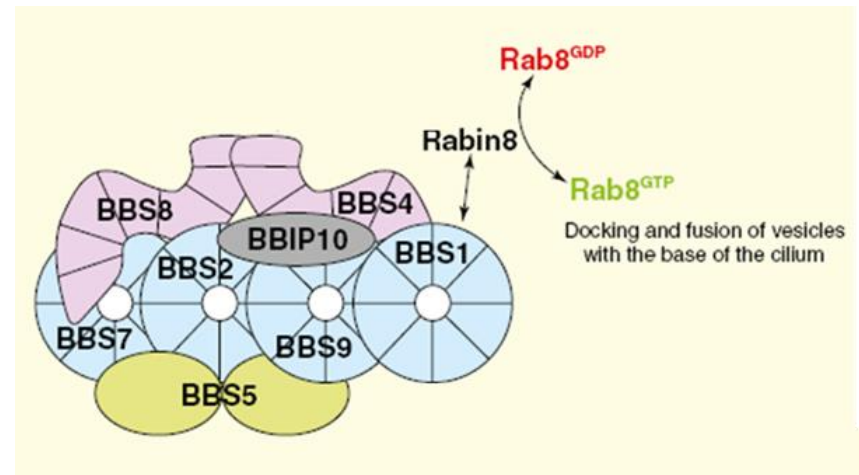 Rab8GDP
Rabin8
Rab8GTP
Docking and fusion of vesicles
with the base of the cilium
BBS8
BBS4
BBIP10
BBS1
BBS2
BBS7
BBS9
BBS5